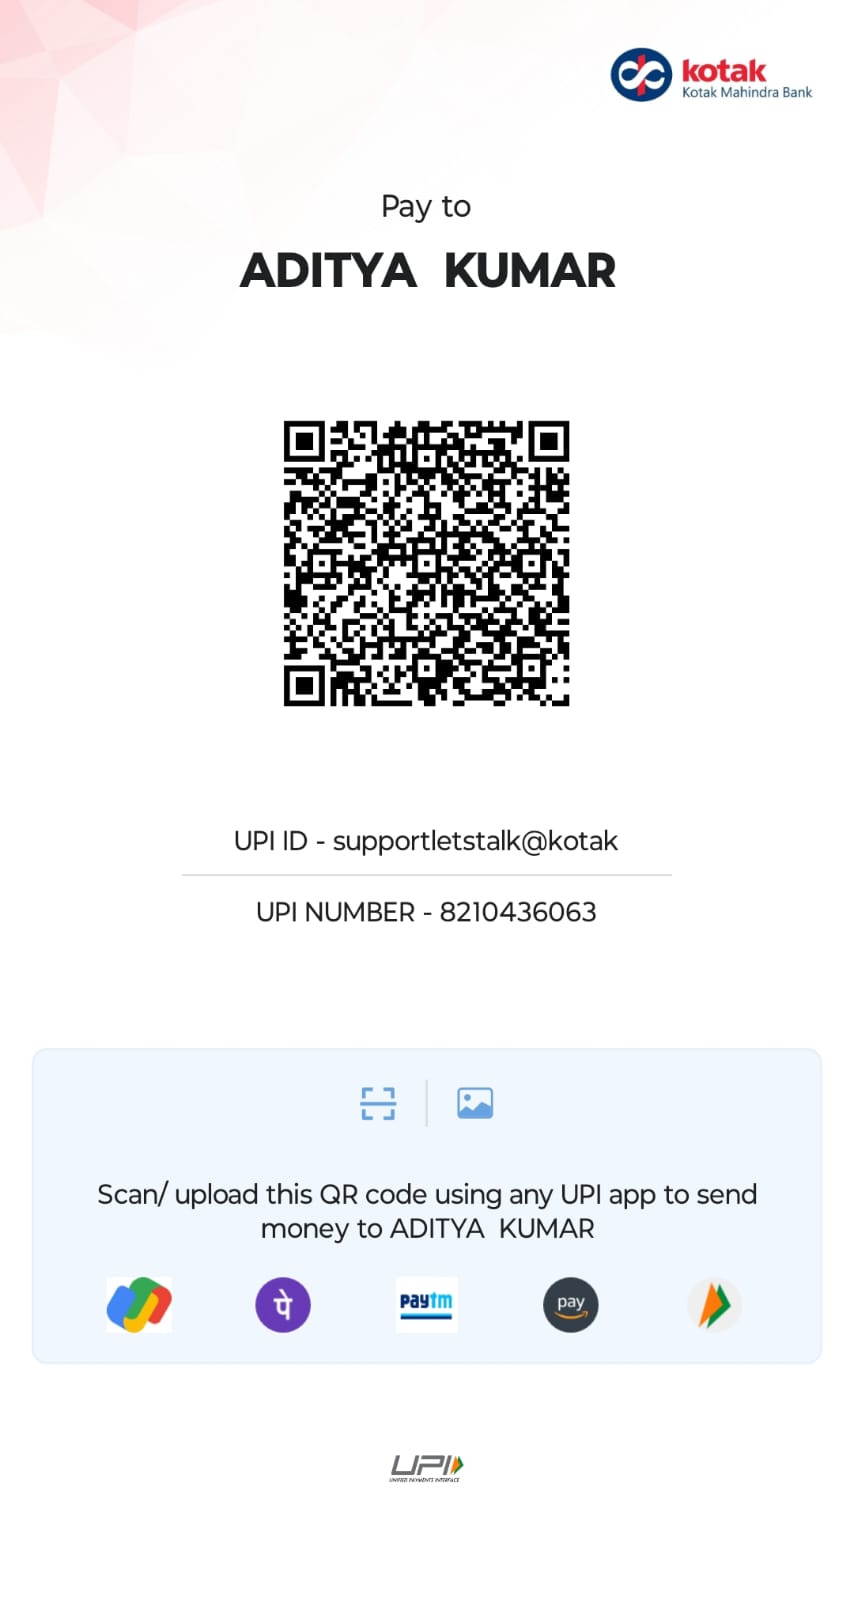 kotak
Kotak Mahindra Bank
Pay to
ADITYA KUMAR
UPI ID - supportletstalk@kotak
UPI NUMBER - 8210436063
Scan/ upload this QR code using any UPI app to send
money to ADITYA KUMAR
पे
paytm
pay
UPI
UNIFIED PAYMENTS INTERFACE